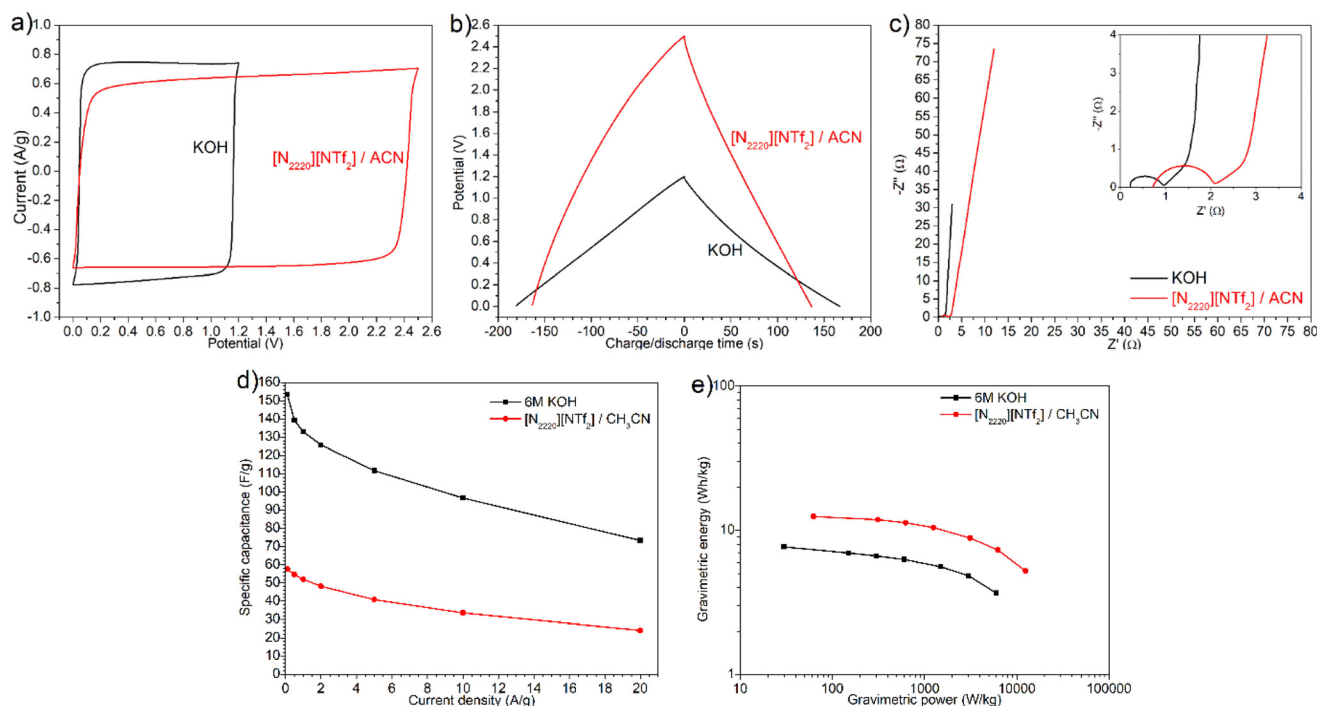 a)
1.0
0.8
0.6
0.4
0.2
0.0
-0.2
-0.4
-0.6
-0.8
-1.0
Current (A/g)
KOH
[N₂₂₂₀][NTf₂] / ACN
0.0 0.2 0.4 0.6 0.8 1.0 1.2 1.4 1.6 1.8 2.0 2.2 2.4 2.6
Potential (V)
b)
2.6
2.4
2.2
2.0
1.8
1.6
1.4
1.2
1.0
0.8
0.6
0.4
0.2
0.0
Potential (V)
[N₂₂₂₀][NTf₂] / ACN
KOH
-200 -150 -100 -50 0 50 100 150 200
Charge/discharge time (s)
c)
80
75
70
65
60
55
50
45
40
35
30
25
20
15
10
5
0
-Z'' (Ω)
4
3
2
1
0
-Z'' (Ω)
0 1 2 3 4
Z' (Ω)
KOH
[N₂₂₂₀][NTf₂] / ACN
0 5 10 15 20 25 30 35 40 45 50 55 60 65 70 75 80
Z' (Ω)
d)
160
150
140
130
120
110
100
90
80
70
60
50
40
30
20
10
0
Specific capacitance (F/g)
6M KOH
[N₂₂₂₀][NTf₂] / CH₃CN
0 2 4 6 8 10 12 14 16 18 20
Current density (A/g)
e)
100
10
1
Gravimetric energy (Wh/kg)
6M KOH
[N₂₂₂₀][NTf₂] / CH₃CN
10 100 1000 10000 100000
Gravimetric power (W/kg)